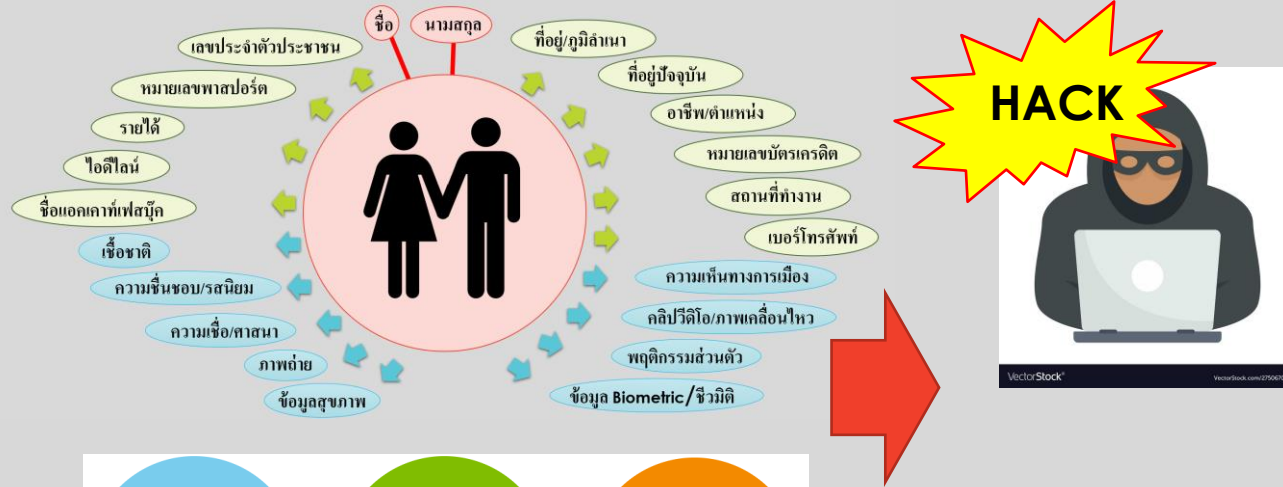 ชื่อ
นามสกุล
เลขประจำตัวประชาชน
หมายเลขพาสปอร์ต
รายได้
ไอดีไลน์
ชื่อแอคเคาท์เฟสบุ๊ค
เชื้อชาติ
ความชื่นชอบ/รสนิยม
ความเชื่อ/ศาสนา
ภาพถ่าย
ข้อมูลสุขภาพ
ที่อยู่/ภูมิลำเนา
ที่อยู่ปัจจุบัน
อาชีพ/ตำแหน่ง
หมายเลขบัตรเครดิต
สถานที่ทำงาน
เบอร์โทรศัพท์
ความเห็นทางการเมือง
คลิปวีดิโอ/ภาพเคลื่อนไหว
พฤติกรรมส่วนตัว
ข้อมูล Biometric/ชีวมิติ
HACK
VectorStock®